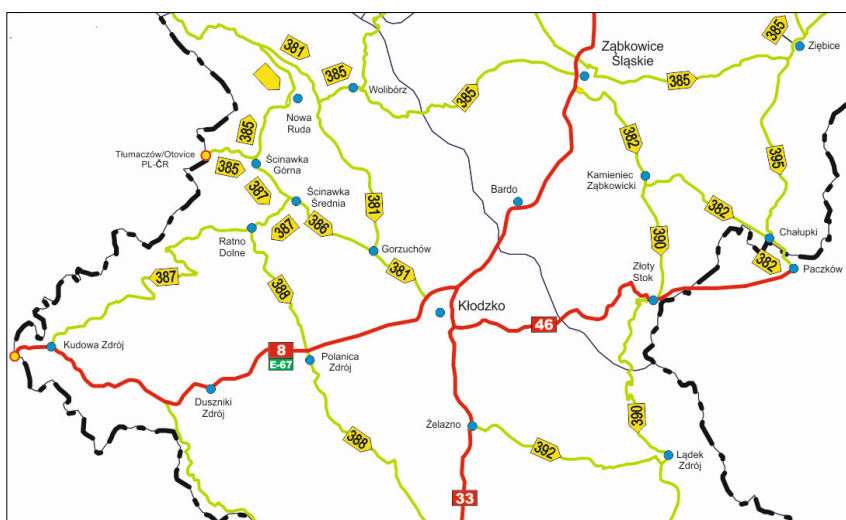 381
385
Ziębice
Ząbkowice
Śląskie
385
Wolibórz
385
385
Nowa
Ruda
385
382
395
Tłumaczów/Otovice
PL-ČR
385
Ścinawka
Górna
Kamieniec
Ząbkowicki
387
Ścinawka
Średnia
Bardo
381
382
386
387
Ratno
Dolne
Gorzuchów
390
Chałupki
387
381
382
Paczków
388
Złoty
Stok
Kłodzko
46
Kudowa Zdrój
8
E-67
Polanica
Zdrój
Duszniki
Zdrój
390
Żelazno
388
392
Lądek
Zdrój
33